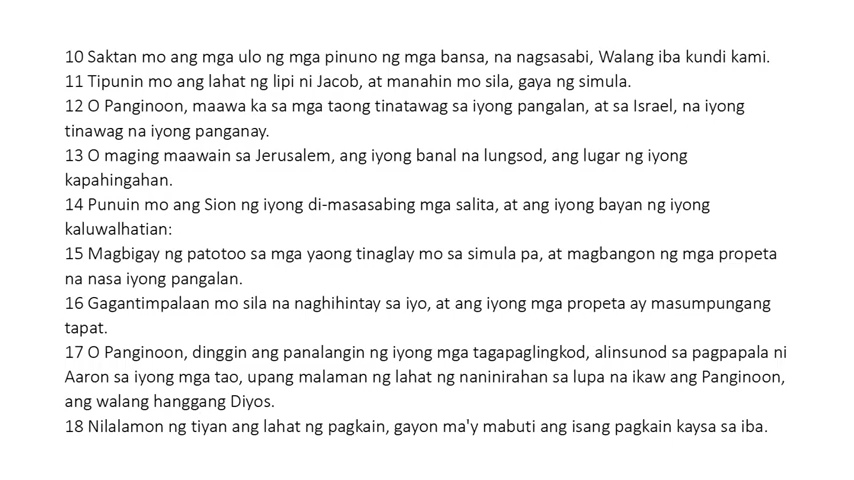 10 Saktan mo ang mga ulo ng mga pinuno ng mga bansa, na nagsasabi, Walang iba kundi kami.
11 Tipunin mo ang lahat ng lipi ni Jacob, at manahin mo sila, gaya ng simula.
12 O Panginoon, maawa ka sa mga taong tinatawag sa iyong pangalan, at sa Israel, na iyong
tinawag na iyong panganay.
13 O maging maawain sa Jerusalem, ang iyong banal na lungsod, ang lugar ng iyong
kapahingahan.
14 Punuin mo ang Sion ng iyong di-masasabing mga salita, at ang iyong bayan ng iyong
kaluwalhatian:
15 Magbigay ng patotoo sa mga yaong tinaglay mo sa simula pa, at magbangon ng mga propeta
na nasa iyong pangalan.
16 Gagantimpalaan mo sila na naghihintay sa iyo, at ang iyong mga propeta ay masumpungang
tapat.
17 O Panginoon, dinggin ang panalangin ng iyong mga tagapaglingkod, alinsunod sa pagpapala ni
Aaron sa iyong mga tao, upang malaman ng lahat ng naninirahan sa lupa na ikaw ang Panginoon,
ang walang hanggang Diyos.
18 Nilalamon ng tiyan ang lahat ng pagkain, gayon ma'y mabuti ang isang pagkain kaysa sa iba.